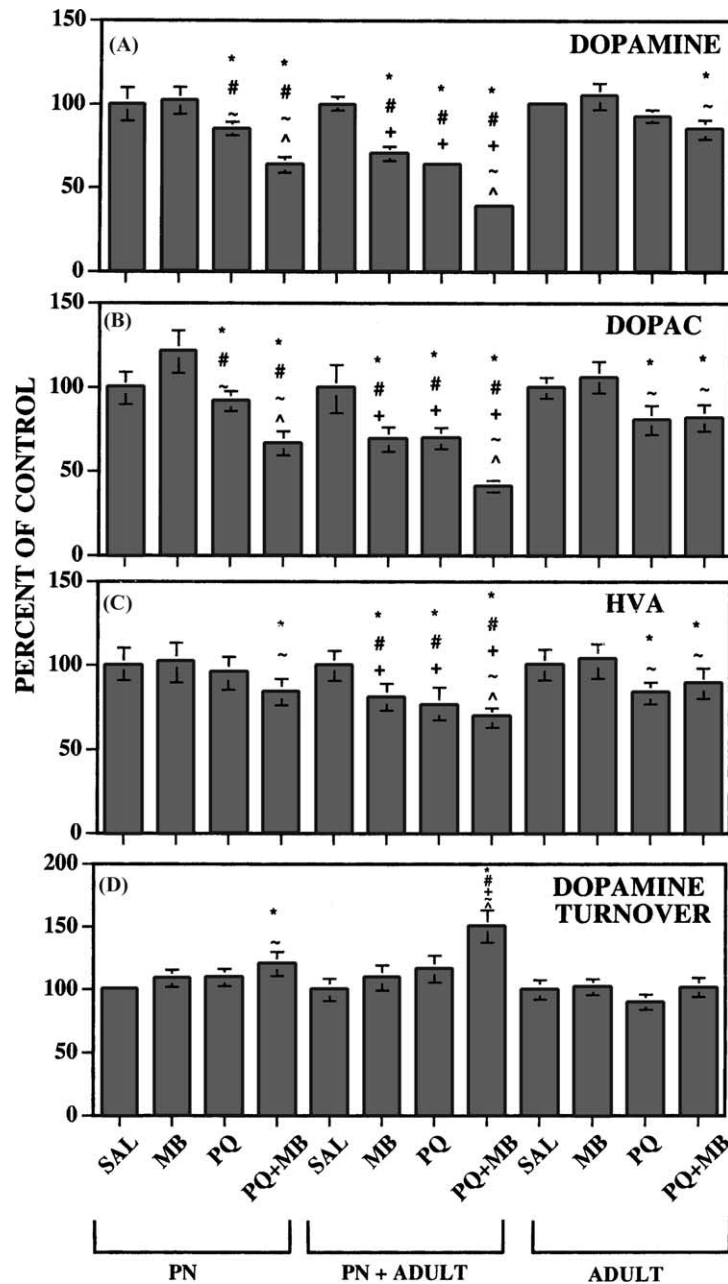 (A) DOPAMINE
150
100
50
0
* # ~
* # ~ ^
* # +
* # +
* # + ~ ^
* ~
(B) DOPAC
150
100
50
0
* # ~
* # ~ ^
* # +
* # +
* # + ~ ^
* ~
* ~
(C) HVA
150
100
50
0
* ~
* # +
* # +
* # + ~ ^
* ~
* ~
(D) DOPAMINE
TURNOVER
200
150
100
50
0
* ~
* # + ~ ^
PERCENT OF CONTROL
SAL MB PQ PQ+MB SAL MB PQ PQ+MB SAL MB PQ PQ+MB
PN PN + ADULT ADULT